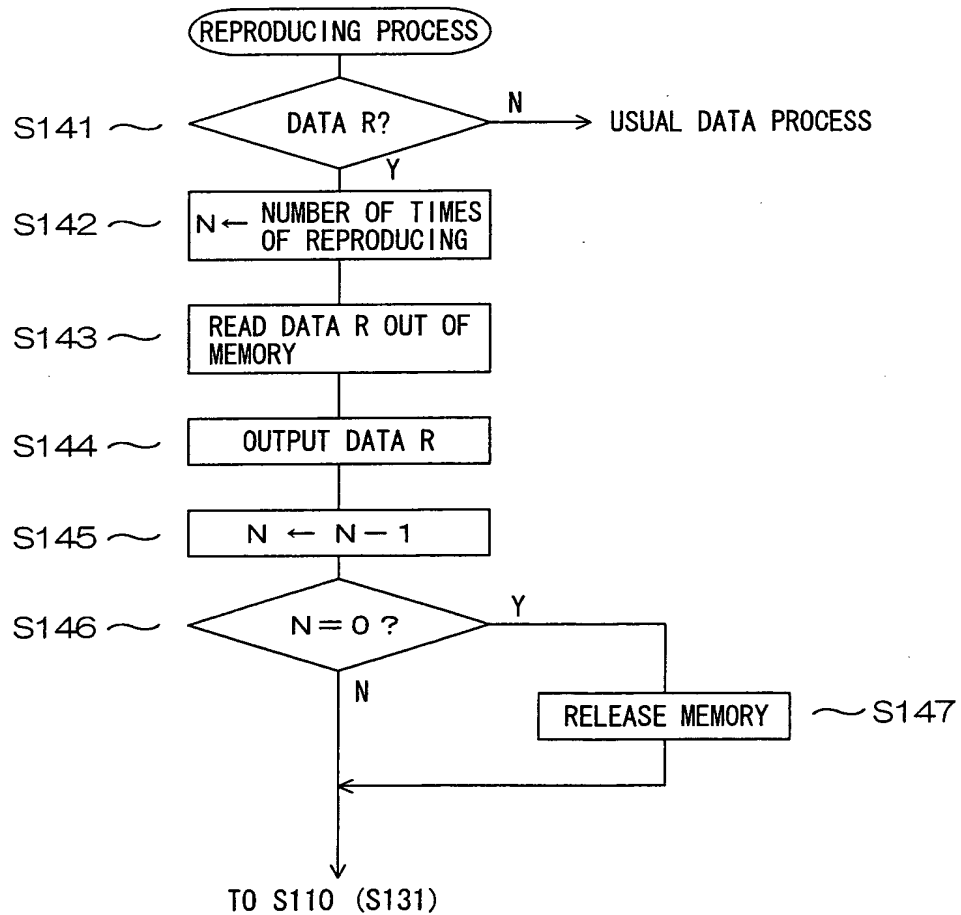 REPRODUCING PROCESS
S141
DATA R?
N
USUAL DATA PROCESS
Y
S142
N← NUMBER OF TIMES
OF REPRODUCING
S143
READ DATA R OUT OF
MEMORY
S144
OUTPUT DATA R
S145
N ← N-1
S146
N=0?
Y
N
RELEASE MEMORY
S147
TO S110 (S131)